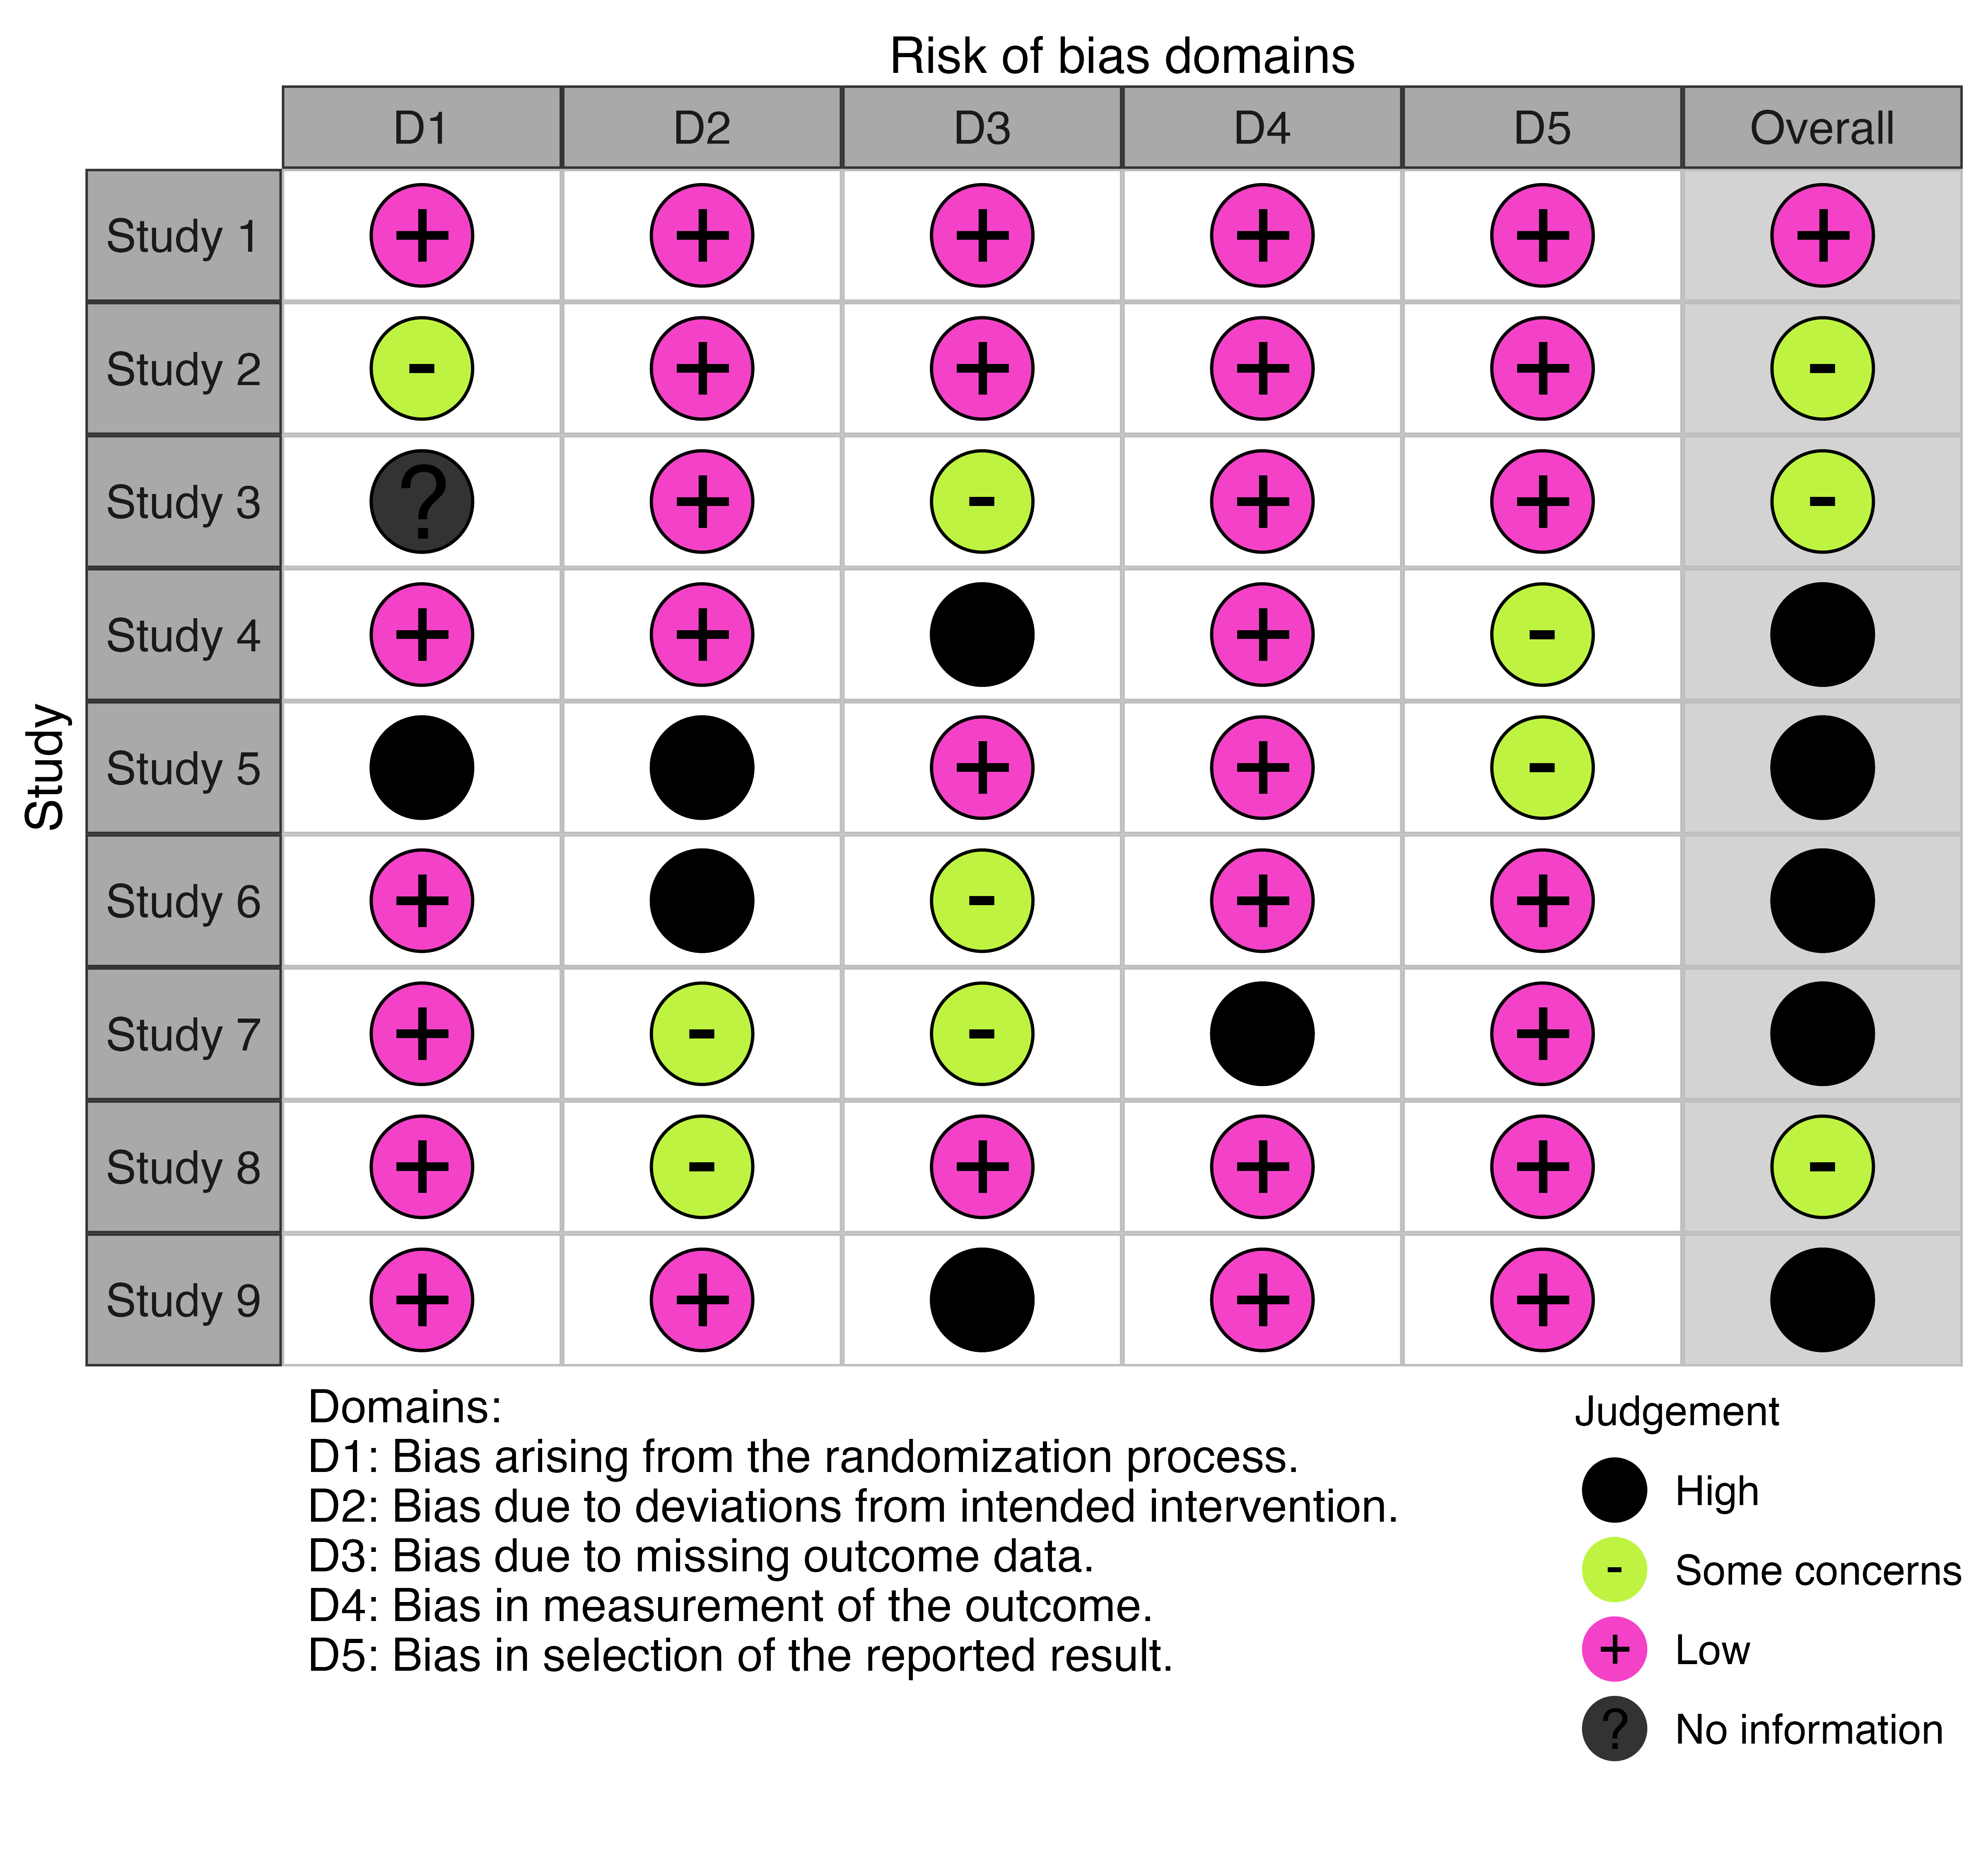 Risk of bias domains
D1 D2 D3 D4 D5 Overall
Study 1 + + + + + +
Study 2 - + + + + -
Study 3 ? + - + + -
Study 4 + + + -
Study 5 + + -
Study 6 + - + +
Study 7 + - - +
Study 8 + - + + + -
Study 9 + + + +
Study
Domains:
D1: Bias arising from the randomization process.
D2: Bias due to deviations from intended intervention.
D3: Bias due to missing outcome data.
D4: Bias in measurement of the outcome.
D5: Bias in selection of the reported result.
Judgement
High
- Some concerns
+ Low
? No information